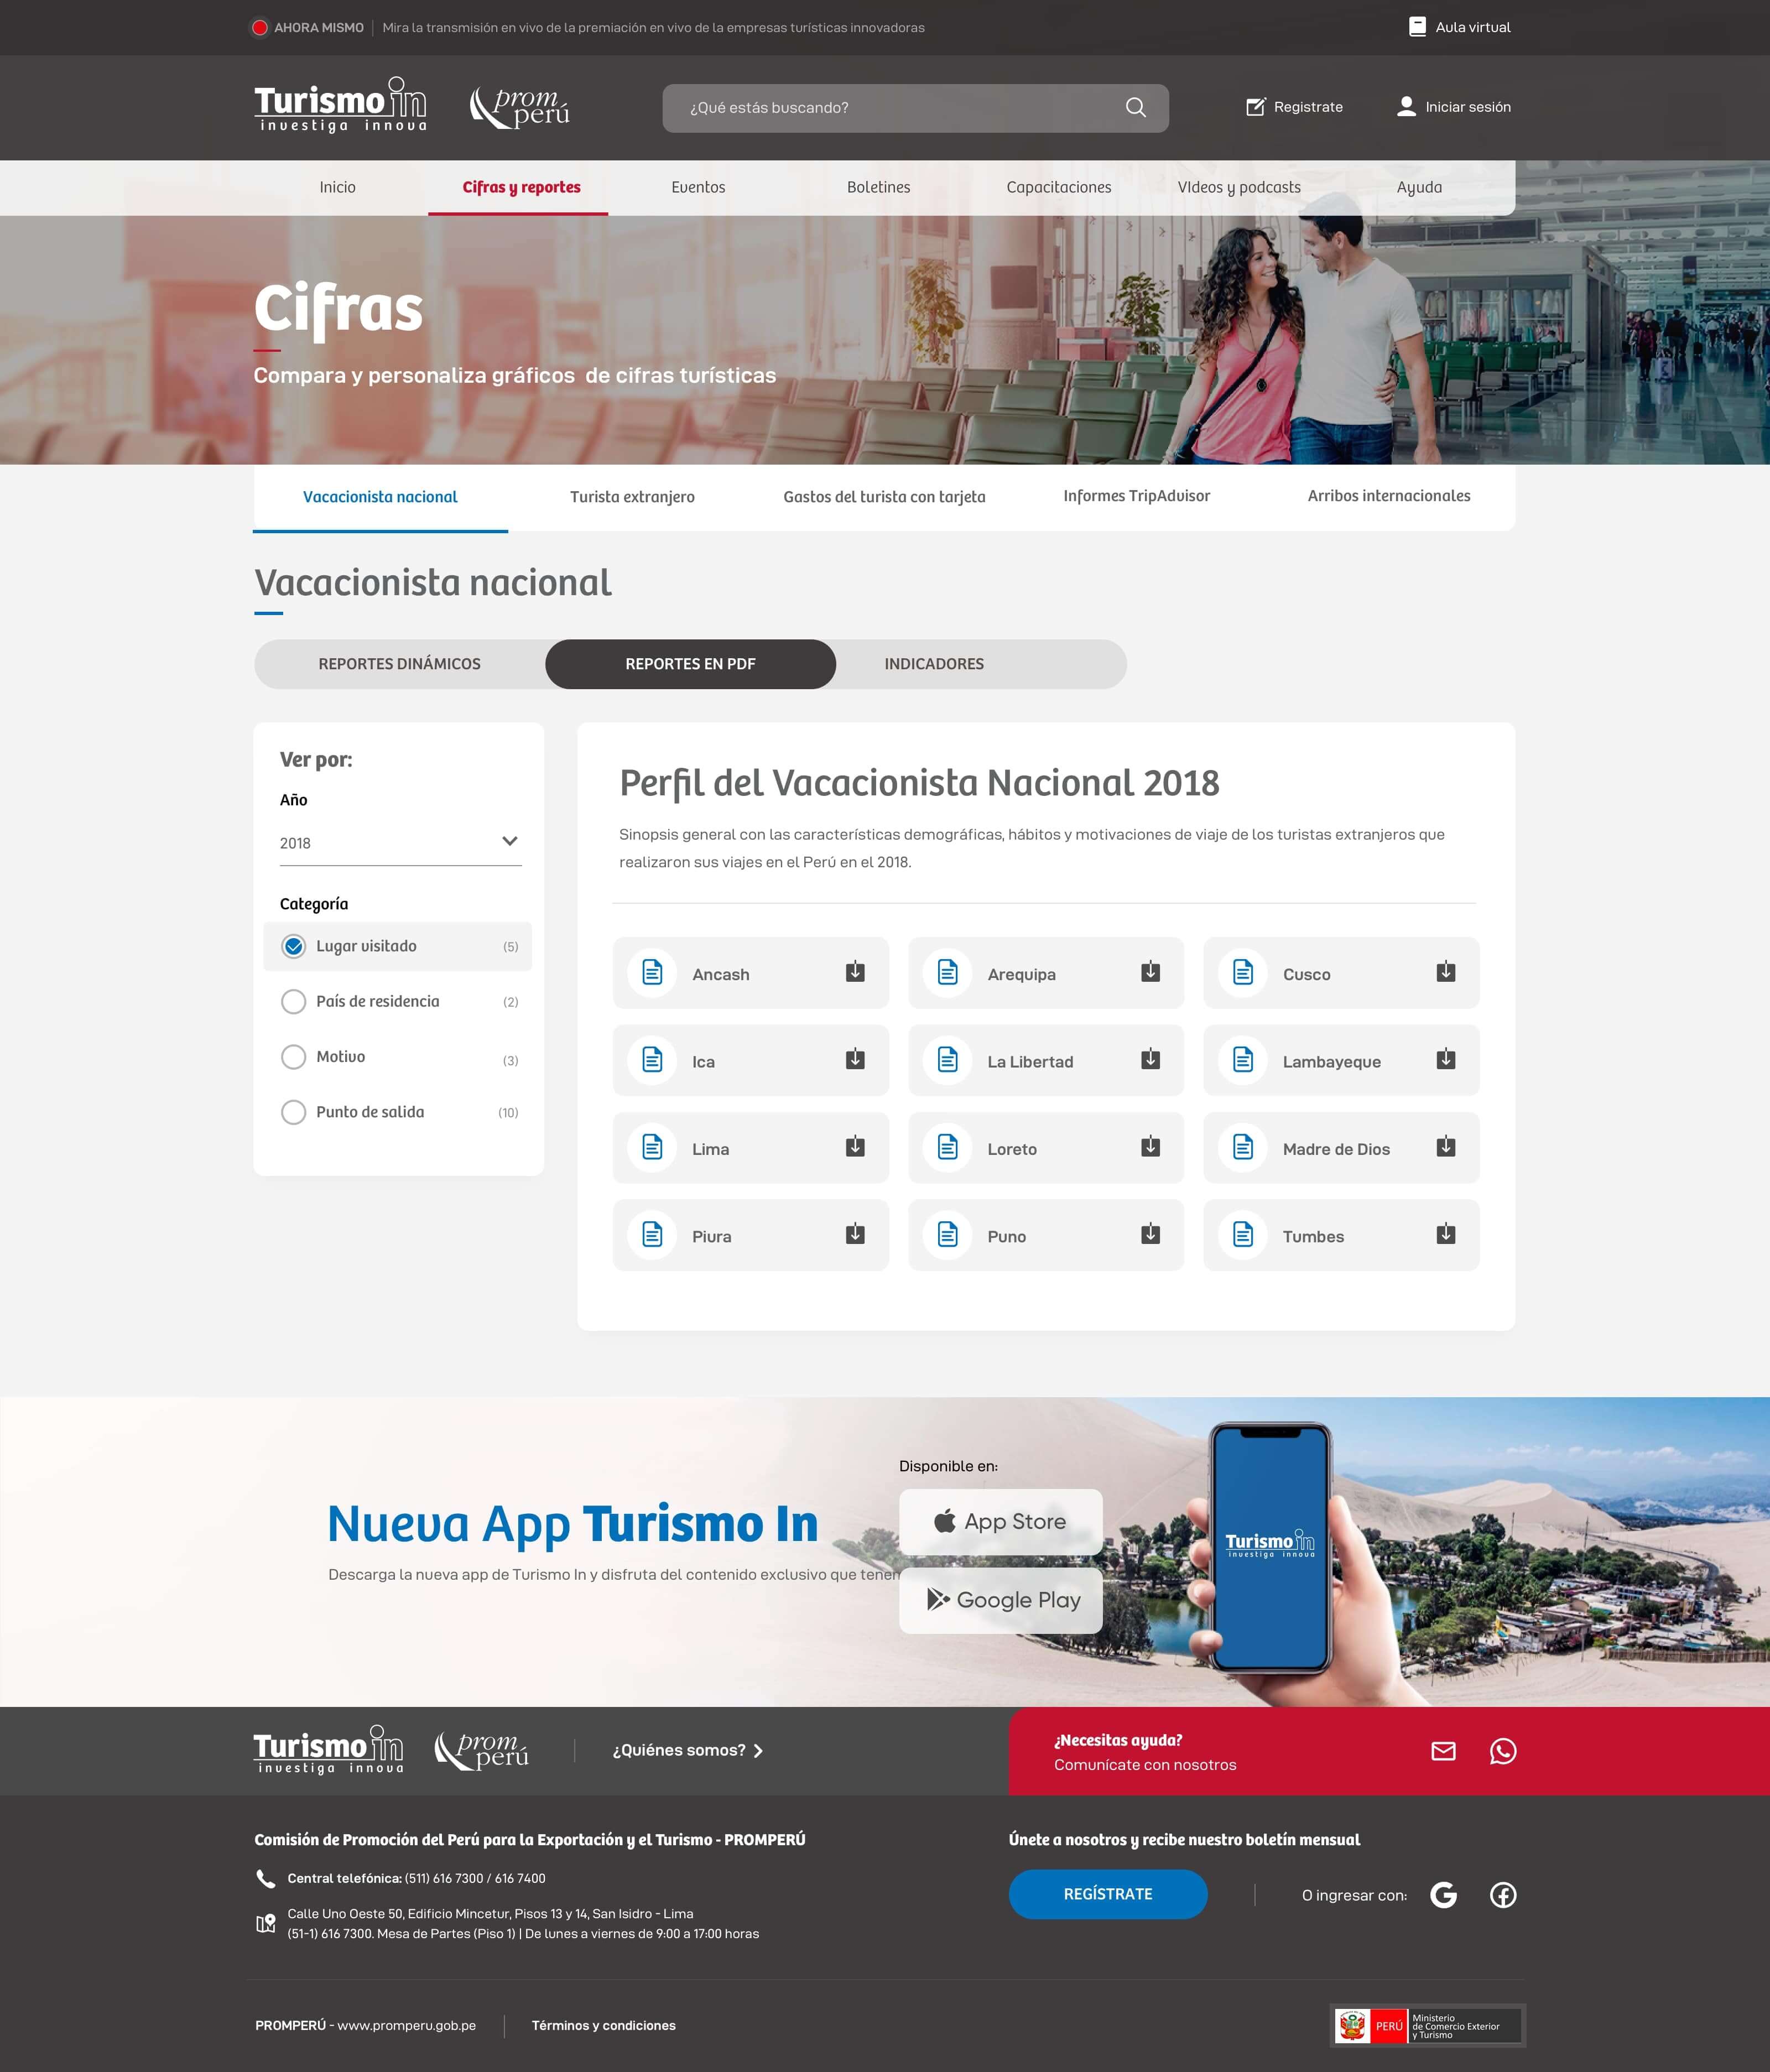 AHORA MISMO
Mira la transmisión en vivo de la premiación en vivo de la empresas turísticas innovadoras
Aula virtual
Turismo in
investiga innova
prom
perú
¿Qué estás buscando?
Registrate
Iniciar sesión
Inicio
Cifras y reportes
Eventos
Boletines
Capacitaciones
VIdeos y podcasts
Ayuda
Cifras
Compara y personaliza gráficos de cifras turísticas
Vacacionista nacional
Turista extranjero
Gastos del turista con tarjeta
Informes TripAdvisor
Arribos internacionales
Vacacionista nacional
REPORTES DINÁMICOS
REPORTES EN PDF
INDICADORES
Ver por:
Año
2018
Categoría
Lugar visitado (5)
País de residencia (2)
Motivo (3)
Punto de salida (10)
Perfil del Vacacionista Nacional 2018
Sinopsis general con las características demográficas, hábitos y motivaciones de viaje de los turistas extranjeros que
realizaron sus viajes en el Perú en el 2018.
Ancash
Arequipa
Cusco
Ica
La Libertad
Lambayeque
Lima
Loreto
Madre de Dios
Piura
Puno
Tumbes
Nueva App Turismo In
Descarga la nueva app de Turismo In y disfruta del contenido exclusivo que tenen
Disponible en:
App Store
Google Play
Turismo in
investiga innova
Turismo in
investiga innova
prom
perú
¿Quiénes somos?
¿Necesitas ayuda?
Comunícate con nosotros
Comisión de Promoción del Perú para la Exportación y el Turismo - PROMPERÚ
Central telefónica: (511) 616 7300 / 616 7400
Calle Uno Oeste 50, Edificio Mincetur, Pisos 13 y 14, San Isidro - Lima
(51-1) 616 7300. Mesa de Partes (Piso 1) | De lunes a viernes de 9:00 a 17:00 horas
Únete a nosotros y recibe nuestro boletín mensual
REGÍSTRATE
O ingresar con:
PROMPERÚ - www.promperu.gob.pe
Términos y condiciones
PERÚ
Ministerio
de Comercio Exterior
y Turismo